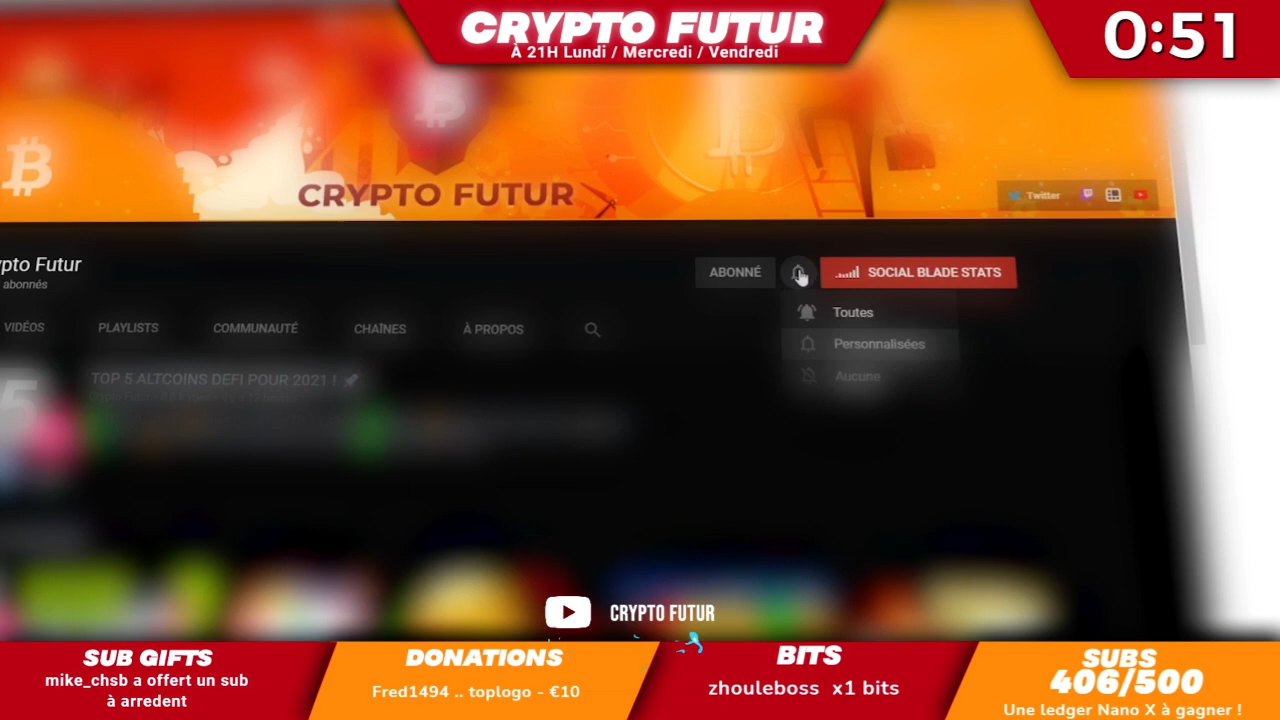 CRYPTO FUTUR
À 21H Lundi / Mercredi / Vendredi
0:51
CRYPTO FUTUR
Twitter
pto Futur
abonnés
ABONNÉ
SOCIAL BLADE STATS
Toutes
Personnalisées
Aucune
VIDÉOS
PLAYLISTS
COMMUNAUTÉ
CHAÎNES
À PROPOS
TOP 5 ALTCOINS DEFI POUR 2021 !
CRYPTO FUTUR
SUB GIFTS
mike_chsb a offert un sub
à arredent
DONATIONS
Fred1494 .. toplogo - €10
BITS
zhouleboss x1 bits
SUBS
406/500
Une ledger Nano X à gagner !